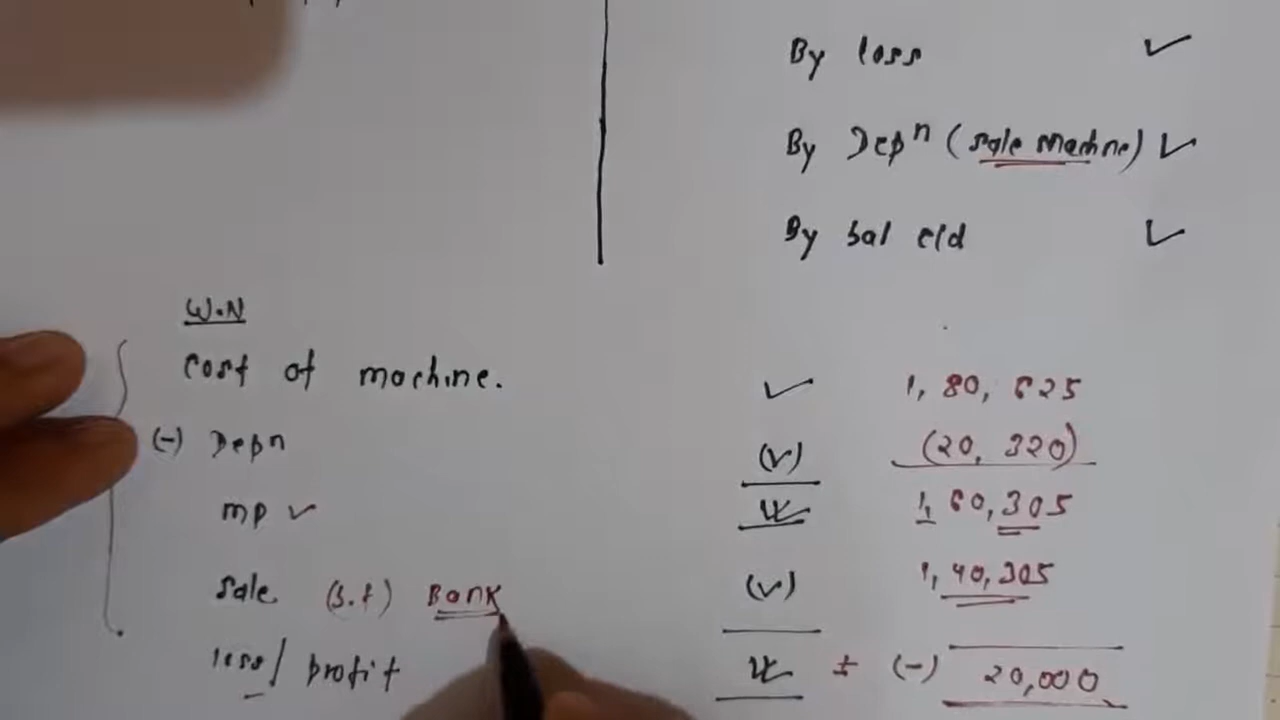 By loss ✓
By Depⁿ (sale machne) ✓
By bal c/d ✓
W.N
cost of machine. ✓ 1,80,625
(-) Depn (✓) (20,320)
mp ✓ 1,60,305
sale (B.f) Bank (✓) 1,40,305
loss/profit ± (-) 20,000